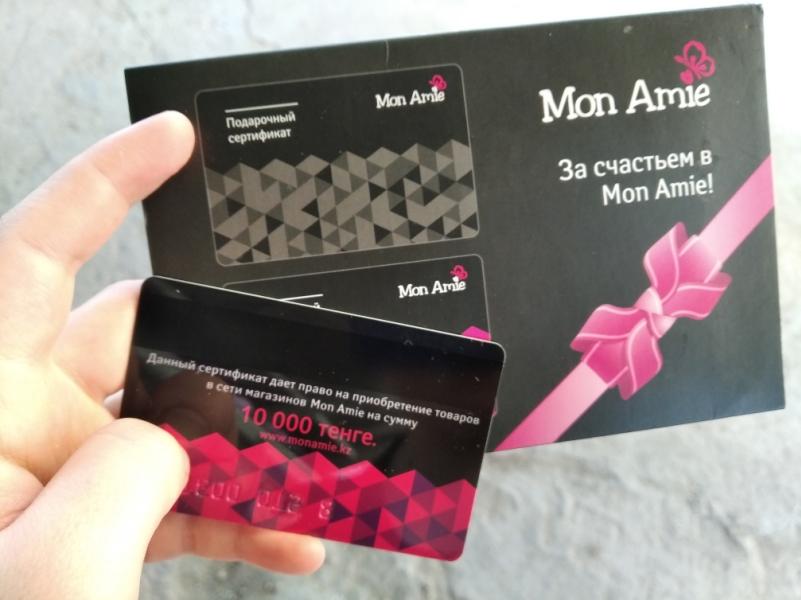 Подарочный
сертификат
Mon Amie
Mon Amie
За счастьем в
Mon Amie!
Mon Amie
Данный сертификат дает право на приобретение товаров
в сети магазинов Mon Amie на сумму
10 000 тенге.
www.monamie.kz